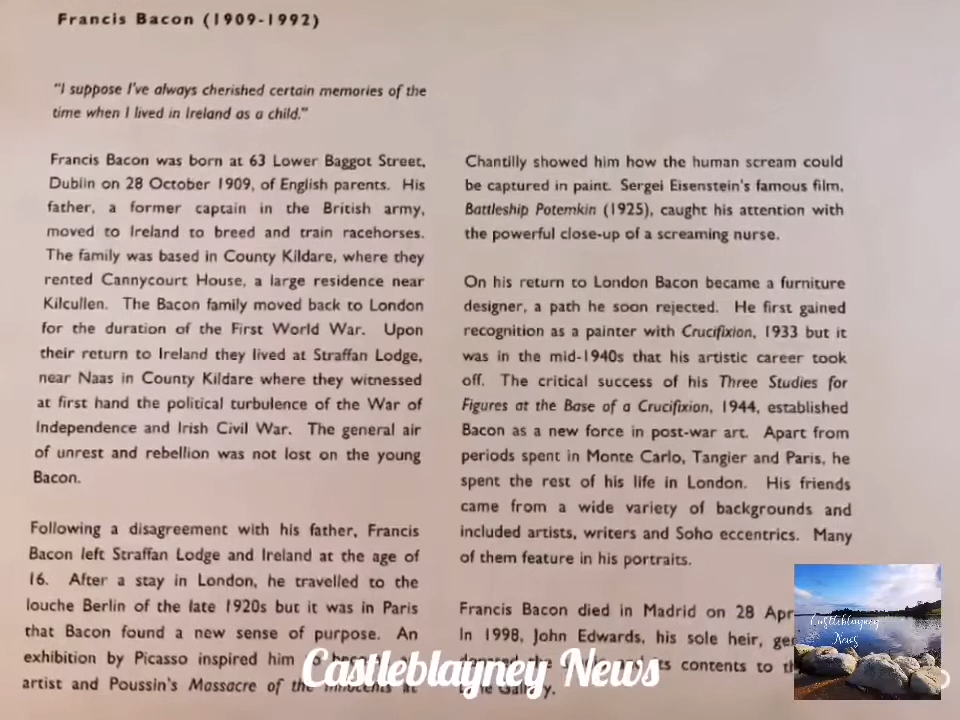 Francis Bacon (1909-1992)
"I suppose I've always cherished certain memories of the
time when I lived in Ireland as a child."
Francis Bacon was born at 63 Lower Baggot Street,
Dublin on 28 October 1909, of English parents. His
father, a former captain in the British army,
moved to Ireland to breed and train racehorses.
The family was based in County Kildare, where they
rented Cannycourt House, a large residence near
Kilcullen. The Bacon family moved back to London
for the duration of the First World War. Upon
their return to Ireland they lived at Straffan Lodge,
near Naas in County Kildare where they witnessed
at first hand the political turbulence of the War of
Independence and Irish Civil War. The general air
of unrest and rebellion was not lost on the young
Bacon.
Following a disagreement with his father, Francis
Bacon left Straffan Lodge and Ireland at the age of
16. After a stay in London, he travelled to the
louche Berlin of the late 1920s but it was in Paris
that Bacon found a new sense of purpose. An
exhibition by Picasso inspired him
artist and Poussin's Massacre of the Innocents at
Chantilly showed him how the human scream could
be captured in paint. Sergei Eisenstein's famous film,
Battleship Potemkin (1925), caught his attention with
the powerful close-up of a screaming nurse.
On his return to London Bacon became a furniture
designer, a path he soon rejected. He first gained
recognition as a painter with Crucifixion, 1933 but it
was in the mid-1940s that his artistic career took
off. The critical success of his Three Studies for
Figures at the Base of a Crucifixion, 1944, established
Bacon as a new force in post-war art. Apart from
periods spent in Monte Carlo, Tangier and Paris, he
spent the rest of his life in London. His friends
came from a wide variety of backgrounds and
included artists, writers and Soho eccentrics. Many
of them feature in his portraits.
Francis Bacon died in Madrid on 28 Apr
In 1998, John Edwards, his sole heir,
its contents to
Gallery.
Castleblayney News
Castleblayney
News